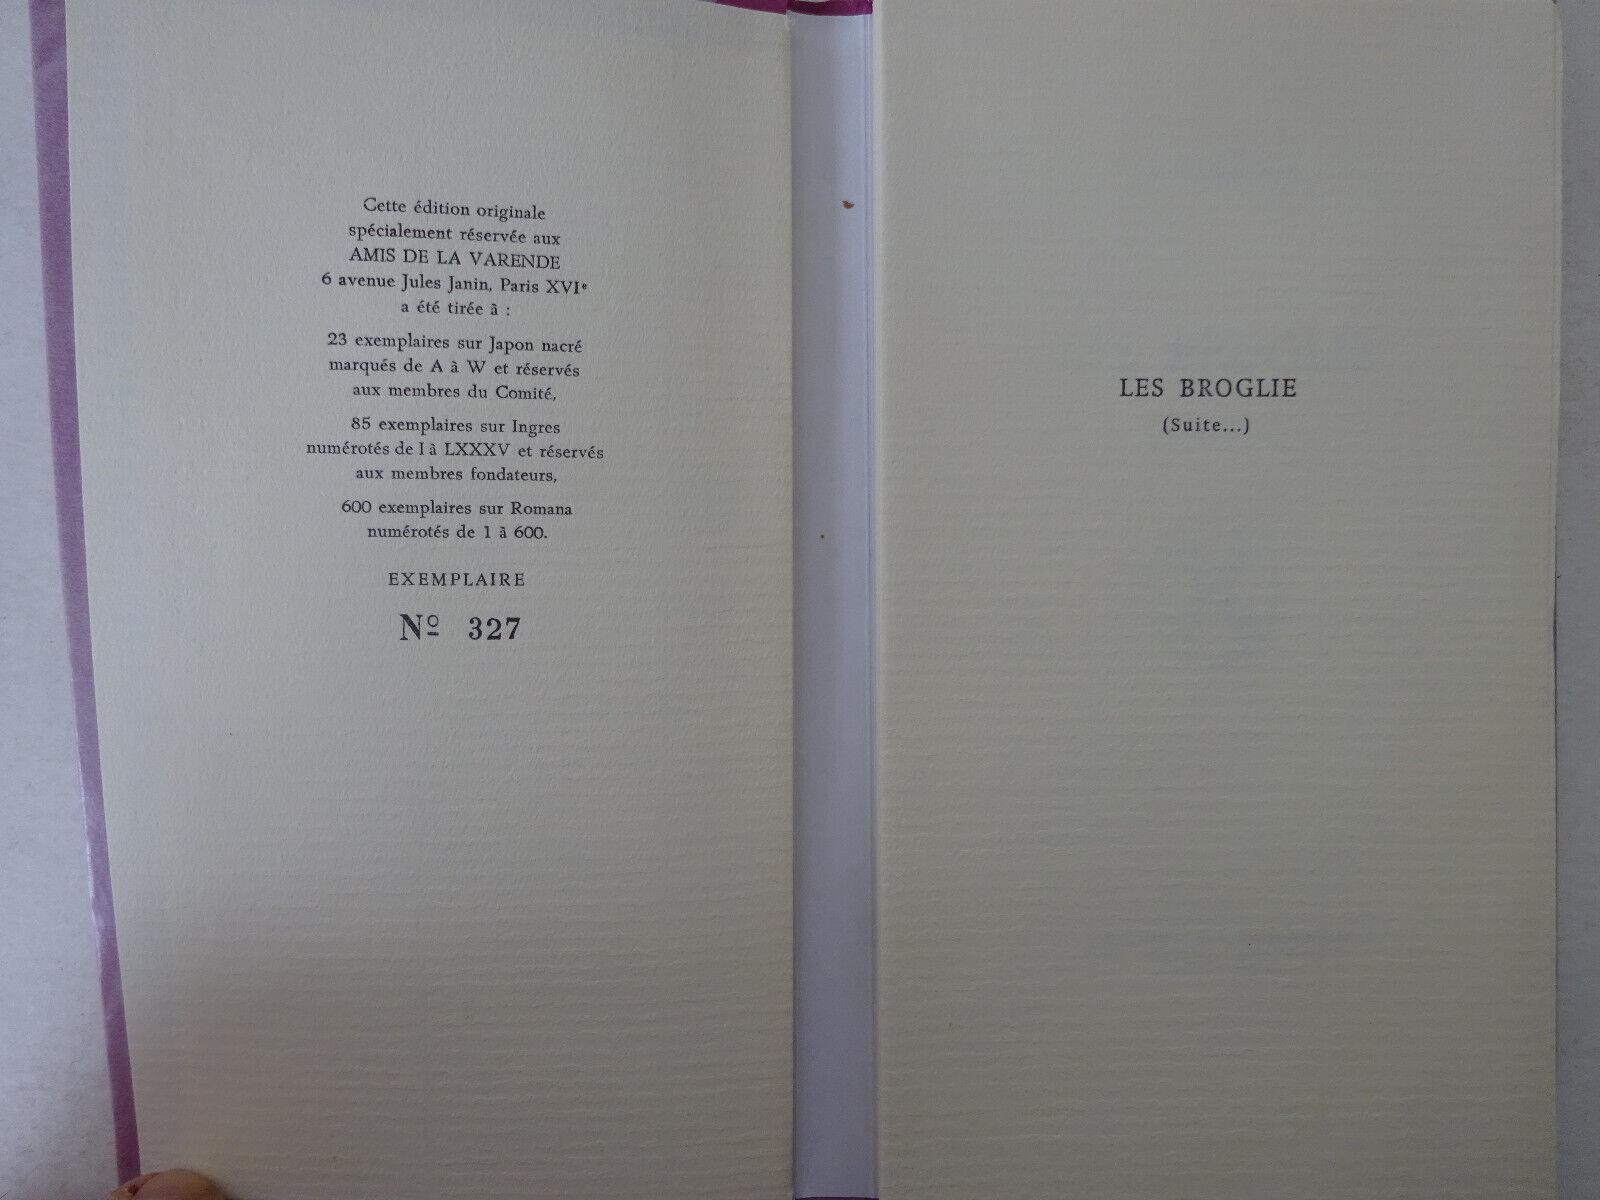 Cette édition originale
spécialement réservée aux
AMIS DE LA VARENDE
6 avenue Jules Janin, Paris XVIᵉ
a été tirée à :
23 exemplaires sur Japon nacré
marqués de A à W et réservés
aux membres du Comité,
85 exemplaires sur Ingres
numérotés de I à LXXXV et réservés
aux membres fondateurs,
600 exemplaires sur Romana
numérotés de 1 à 600.
EXEMPLAIRE
Nº 327
LES BROGLIE
(Suite...)